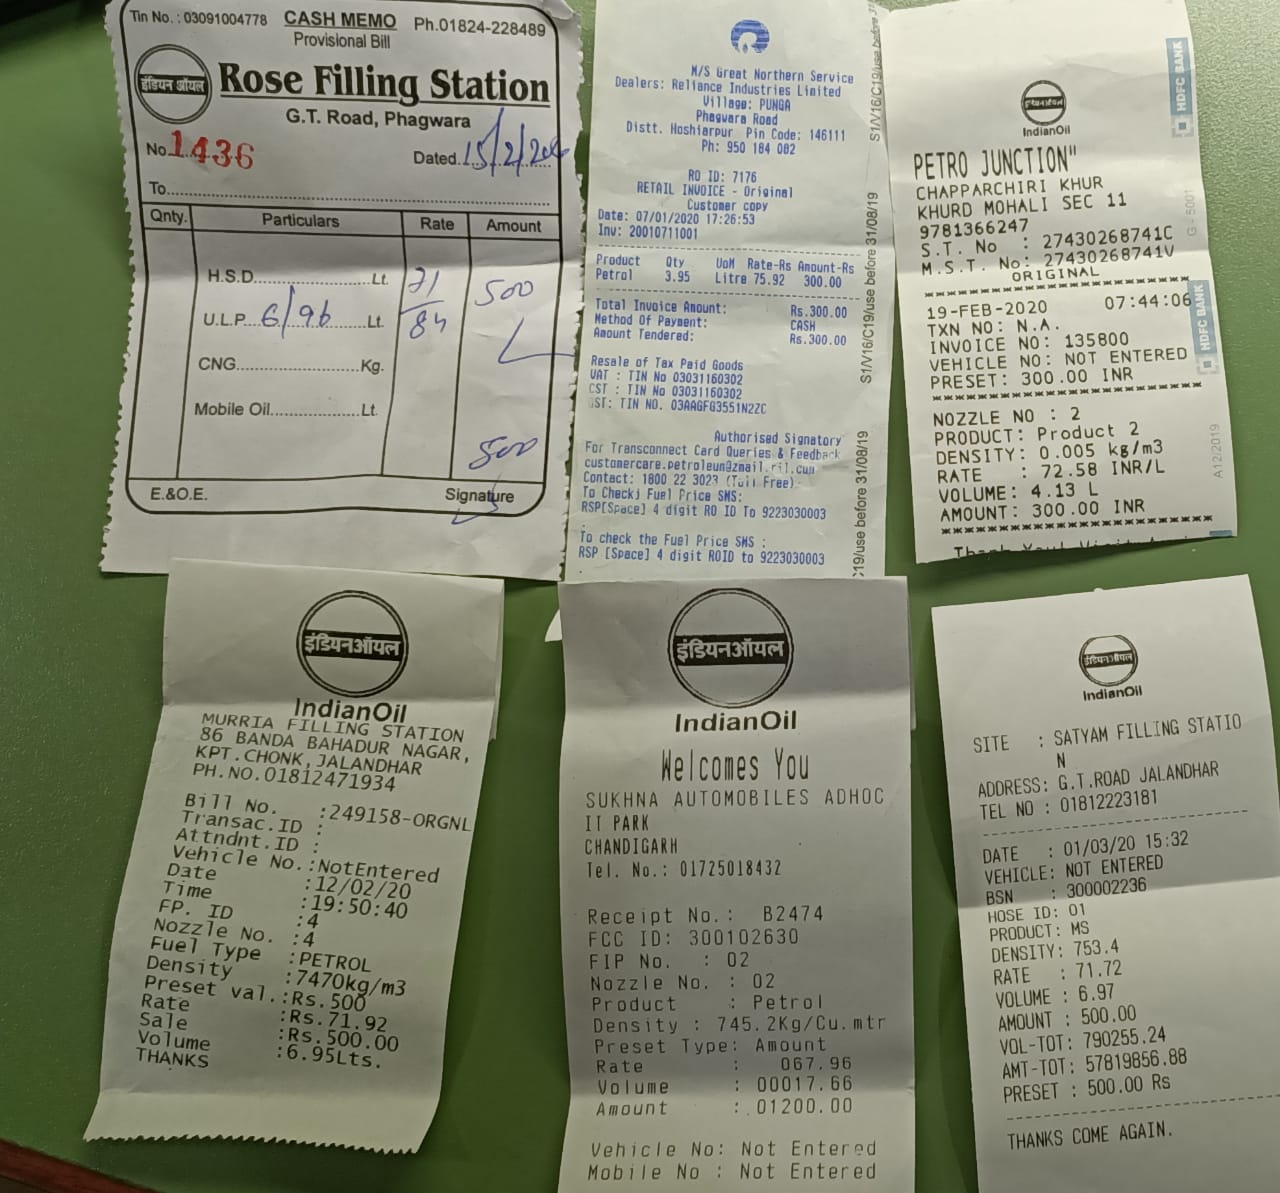 Tin No. : 03091004778 CASH MEMO Ph.01824-228489
Provisional Bill
इंडियन ऑयल
Rose Filling Station
G.T. Road, Phagwara
No. 1436 Dated. 15/2/20
To
Qnty. Particulars Rate Amount
H.S.D. Lt. 71 500
U.L.P. 6/96 Lt. 84
CNG Kg.
Mobile Oil Lt.
500
E.&O.E. Signature
M/S Great Northern Service
Dealers: Reliance Industries Limited
Village: PUNGA
Phagwara Road
Distt. Hoshiarpur Pin Code: 146111
Ph: 950 184 002
RO ID: 7176
RETAIL INVOICE - Original
Customer copy
Date: 07/01/2020 17:26:53
Inv: 20010711001
Product Qty UoM Rate-Rs Amount-Rs
Petrol 3.95 Litre 75.92 300.00
Total Invoice Amount: Rs.300.00
Method Of Payment: CASH
Amount Tendered: Rs.300.00
Resale of Tax Paid Goods
VAT : TIN No 03031160302
CST : TIN No 03031160302
GST: TIN NO. 03AAGFG3551N2ZC
Authorised Signatory
For Transconnect Card Queries & Feedback
Contact: 1800 22 3023 (Toll Free)
To Checkj Fuel Price SMS:
RSP[Space] 4 digit RO ID To 9223030003
To check the Fuel Price SMS :
RSP [Space] 4 digit ROID to 9223030003
S1/V16/C19/use before 31
S1/V16/C19/use before 31/08/19
C19/use before 31/08/19
IndianOil
PETRO JUNCTION"
CHAPPARCHIRI KHUR
KHURD MOHALI SEC 11
9781366247
S.T. No : 27430268741C
M.S.T. No: 27430268741V
ORIGINAL
19-FEB-2020 07:44:06
TXN NO: N.A.
INVOICE NO: 135800
VEHICLE NO: NOT ENTERED
PRESET: 300.00 INR
NOZZLE NO : 2
PRODUCT: Product 2
DENSITY: 0.005 kg/m3
RATE : 72.58 INR/L
VOLUME: 4.13 L
AMOUNT: 300.00 INR
HDFC BANK
G - 5001
HDFC BANK
A12/2019
इंडियनऑयल
IndianOil
MURRIA FILLING STATION
86 BANDA BAHADUR NAGAR,
KPT.CHONK, JALANDHAR
PH.NO.01812471934
Bill No. :249158-ORGNL
Transac.ID :
Attndnt.ID :
Vehicle No.:NotEntered
Date :12/02/20
Time :19:50:40
FP. ID :4
Nozzle No. :4
Fuel Type :PETROL
Density :7470kg/m3
Preset val.:Rs.500
Rate :Rs.71.92
Sale :Rs.500.00
Volume :6.95Lts.
THANKS
इंडियनऑयल
IndianOil
Welcomes You
SUKHNA AUTOMOBILES ADHOC
IT PARK
CHANDIGARH
Tel. No.: 01725018432
Receipt No.: B2474
FCC ID: 300102630
FIP No. : 02
Nozzle No. : 02
Product : Petrol
Density : 745.2Kg/Cu.mtr
Preset Type: Amount
Rate : 067.96
Volume : 00017.66
Amount : 01200.00
Vehicle No: Not Entered
Mobile No : Not Entered
इंडियनऑयल
IndianOil
SITE : SATYAM FILLING STATIO
N
ADDRESS: G.T.ROAD JALANDHAR
TEL NO : 01812223181
DATE : 01/03/20 15:32
VEHICLE: NOT ENTERED
BSN : 300002236
HOSE ID: 01
PRODUCT: MS
DENSITY: 753.4
RATE : 71.72
VOLUME : 6.97
AMOUNT : 500.00
VOL-TOT: 790255.24
AMT-TOT: 57819856.88
PRESET : 500.00 Rs
THANKS COME AGAIN.